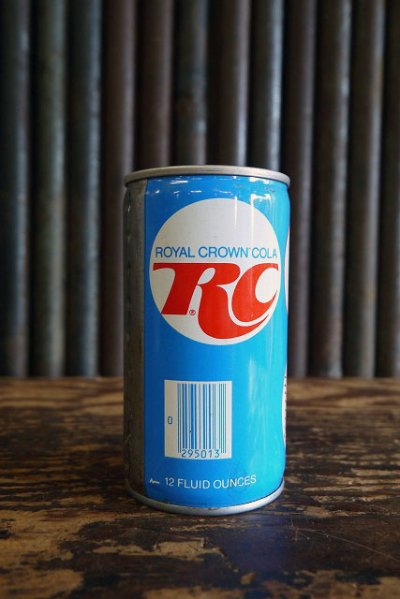 ROYAL CROWN COLA
RC
®
0
295013
12 FLUID OUNCES